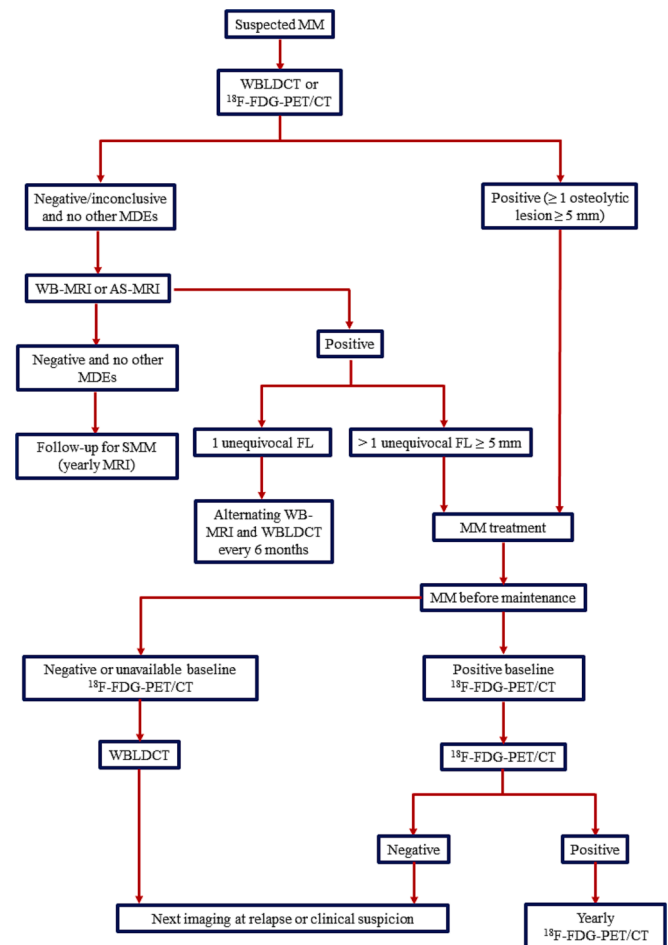 Suspected MM
WBLDCT or
¹⁸F-FDG-PET/CT
Negative/inconclusive
and no other MDEs
Positive (≥ 1 osteolytic
lesion ≥ 5 mm)
WB-MRI or AS-MRI
Positive
Negative and no other
MDEs
1 unequivocal FL
> 1 unequivocal FL ≥ 5 mm
Follow-up for SMM
(yearly MRI)
Alternating WB-
MRI and WBLDCT
every 6 months
MM treatment
MM before maintenance
Negative or unavailable baseline
¹⁸F-FDG-PET/CT
Positive baseline
¹⁸F-FDG-PET/CT
WBLDCT
¹⁸F-FDG-PET/CT
Negative
Positive
Next imaging at relapse or clinical suspicion
Yearly
¹⁸F-FDG-PET/CT